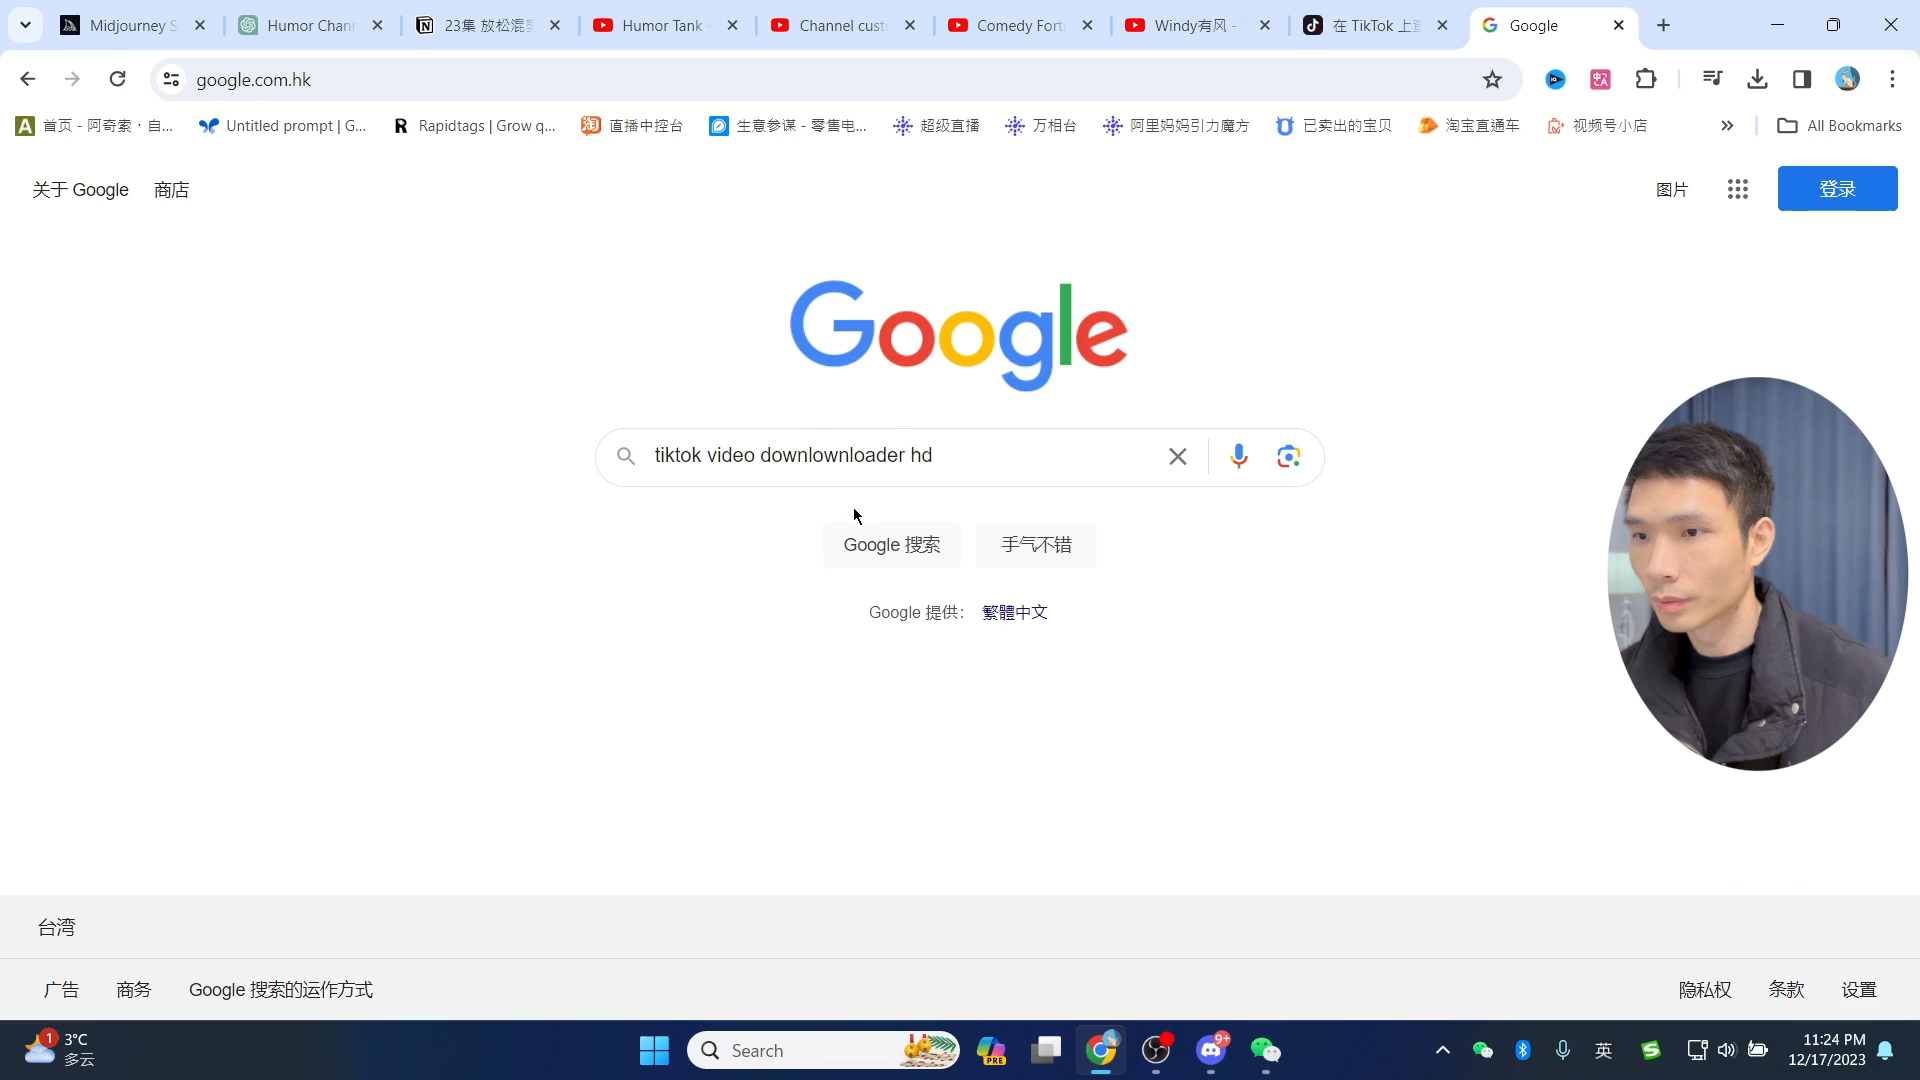 Midjourney S
Humor Chann
23集 放松混剪
Humor Tank -
Channel custo
Comedy Fort
Windy有风 -
在 TikTok 上
Google
google.com.hk
首页 - 阿奇索 · 自...
Untitled prompt | G...
Rapidtags | Grow q...
直播中控台
生意参谋 - 零售电...
超级直播
万相台
阿里妈妈引力魔方
已卖出的宝贝
淘宝直通车
视频号小店
All Bookmarks
关于 Google
商店
图片
登录
Google
tiktok video downlownloader hd
Google 搜索
手气不错
Google 提供： 繁體中文
台湾
广告
商务
Google 搜索的运作方式
隐私权
条款
设置
1
3°C
多云
Search
PRE
9+
英
11:24 PM
12/17/2023